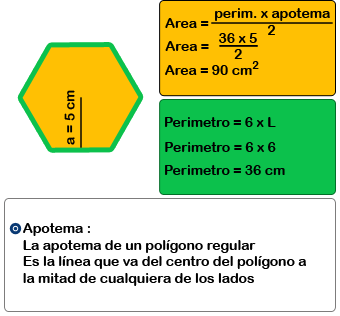 a = 5 cm
Area = perim. x apotema
2
Area = 36 x 5
2
Area = 90 cm²
Perimetro = 6 x L
Perimetro = 6 x 6
Perimetro = 36 cm
Apotema :
La apotema de un polígono regular
Es la línea que va del centro del polígono a
la mitad de cualquiera de los lados